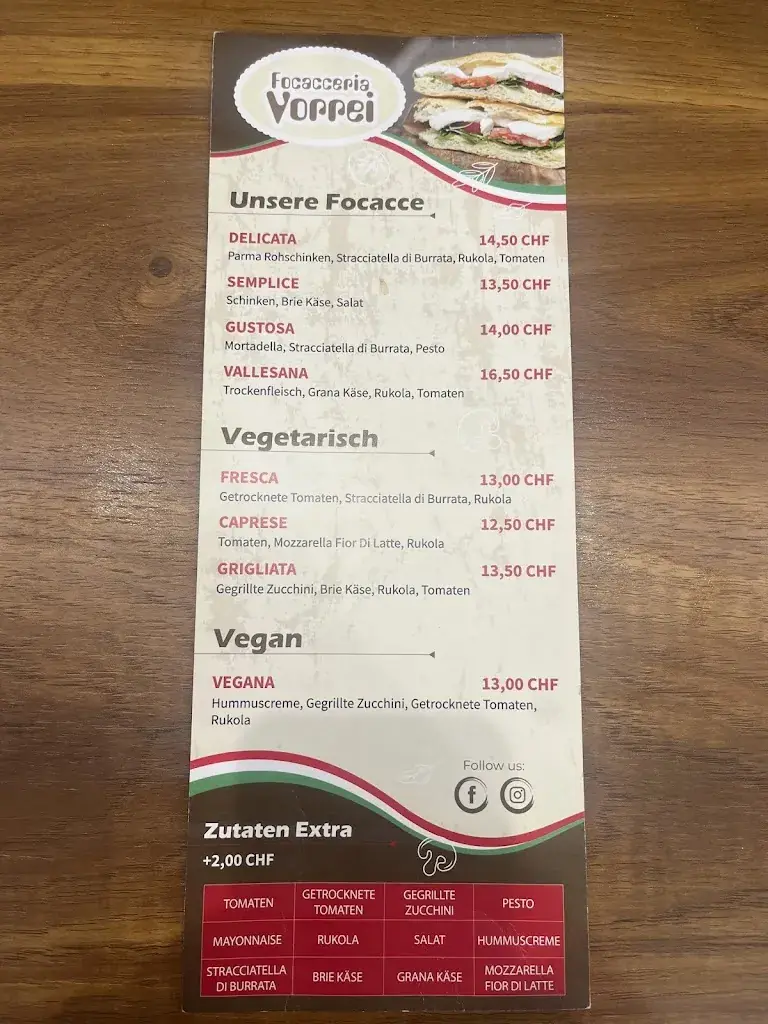 Focacceria
Vorrei
Unsere Focacce
DELICATA 14,50 CHF
Parma Rohschinken, Stracciatella di Burrata, Rukola, Tomaten
SEMPLICE 13,50 CHF
Schinken, Brie Käse, Salat
GUSTOSA 14,00 CHF
Mortadella, Stracciatella di Burrata, Pesto
VALLESANA 16,50 CHF
Trockenfleisch, Grana Käse, Rukola, Tomaten
Vegetarisch
FRESCA 13,00 CHF
Getrocknete Tomaten, Stracciatella di Burrata, Rukola
CAPRESE 12,50 CHF
Tomaten, Mozzarella Fior Di Latte, Rukola
GRIGLIATA 13,50 CHF
Gegrillte Zucchini, Brie Käse, Rukola, Tomaten
Vegan
VEGANA 13,00 CHF
Hummuscreme, Gegrillte Zucchini, Getrocknete Tomaten,
Rukola
Follow us:
Zutaten Extra
+2,00 CHF
TOMATEN
GETROCKNETE
TOMATEN
GEGRILLTE
ZUCCHINI
PESTO
MAYONNAISE
RUKOLA
SALAT
HUMMUSCREME
STRACCIATELLA
DI BURRATA
BRIE KÄSE
GRANA KÄSE
MOZZARELLA
FIOR DI LATTE